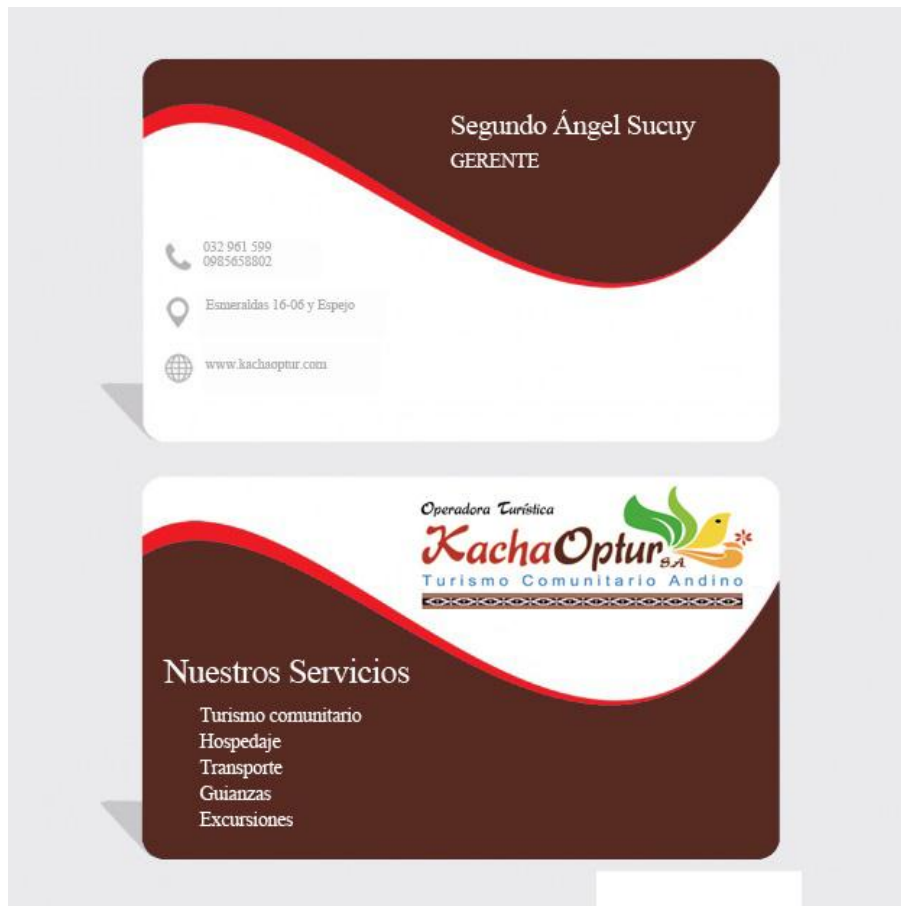 Segundo Ángel Sucuy
GERENTE
032 961 599
0985658802
Esmeraldas 16-06 y Espejo
www.kachaoptur.com
Operadora Turística
KachaOptur S.A.
Turismo Comunitario Andino
Nuestros Servicios
Turismo comunitario
Hospedaje
Transporte
Guianzas
Excursiones